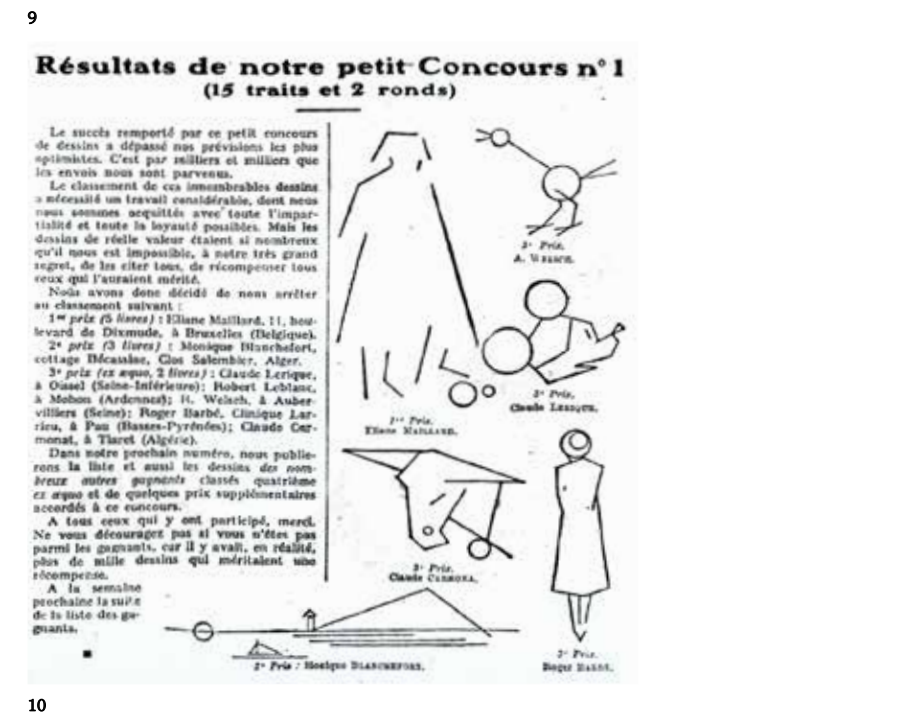 9
Résultats de notre petit Concours n° 1
(15 traits et 2 ronds)
Le succès remporté par ce petit concours
de dessins a dépassé nos prévisions les plus
optimistes. C'est par milliers et milliers que
les envois nous sont parvenus.
Le classement de ces innombrables dessins
a nécessité un travail considérable, dont nous
nous sommes acquittés avec toute l'impar-
tialité et toute la loyauté possibles. Mais les
dessins de réelle valeur étaient si nombreux
qu'il nous est impossible, à notre très grand
regret, de les citer tous, de récompenser tous
ceux qui l'auraient mérité.
Nous avons donc décidé de nous arrêter
au classement suivant :
1er prix (5 livres) : Eliane Maillard, 11, bou-
levard de Dixmude, à Bruxelles (Belgique).
2e prix (3 livres) : Monique Blanchefort,
cottage Bécassine, Clos Salembier, Alger.
3e prix (ex æquo, 2 livres) : Claude Lerique,
à Oissel (Seine-Inférieure); Robert Leblanc,
à Mohon (Ardennes); R. Welsch, à Auber-
villiers (Seine); Roger Barbé, Clinique Lar-
rieu, à Pau (Basses-Pyrénées); Claude Car-
monat, à Tiaret (Algérie).
Dans notre prochain numéro, nous publie-
rons la liste et aussi les dessins des nom-
breux autres gagnants classés quatrième
ex æquo et de quelques prix supplémentaires
accordés à ce concours.
A tous ceux qui y ont participé, merci.
Ne vous découragez pas si vous n'êtes pas
parmi les gagnants, car il y avait, en réalité,
plus de mille dessins qui méritaient une
récompense.
A la semaine
prochaine la suite
de la liste des ga-
gnants.
3e Prix.
A. WELSCH.
3e Prix.
Claude LERIQUE.
1er Prix.
Eliane MAILLARD.
3e Prix.
Claude CARMONA.
2e Prix : Monique BLANCHEFORT.
Prix.
Roger BARBÉ.
10